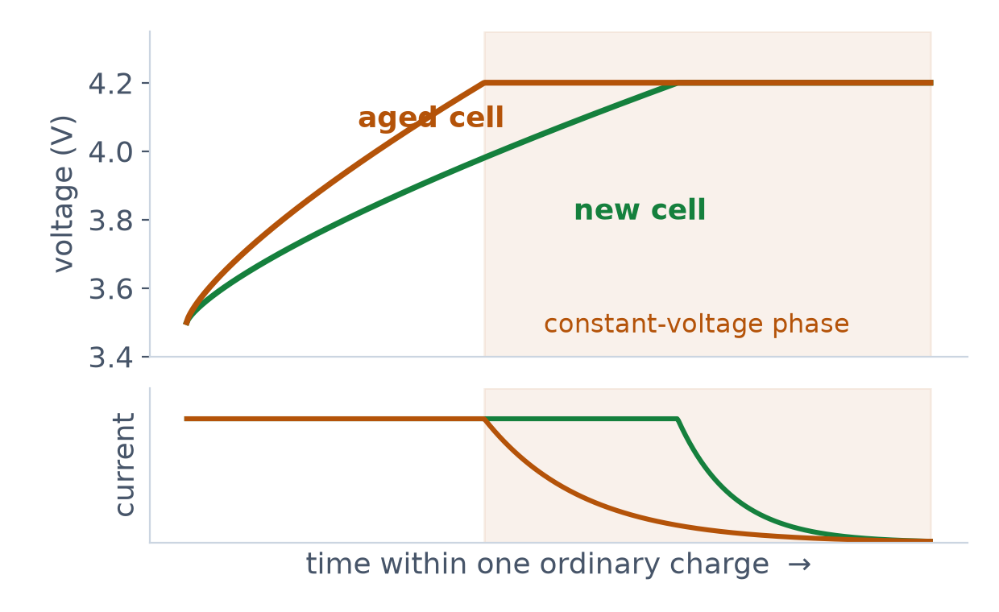 4.2
aged cell
4.0
new cell
3.8
voltage (V)
3.6
constant-voltage phase
3.4
current
time within one ordinary charge →